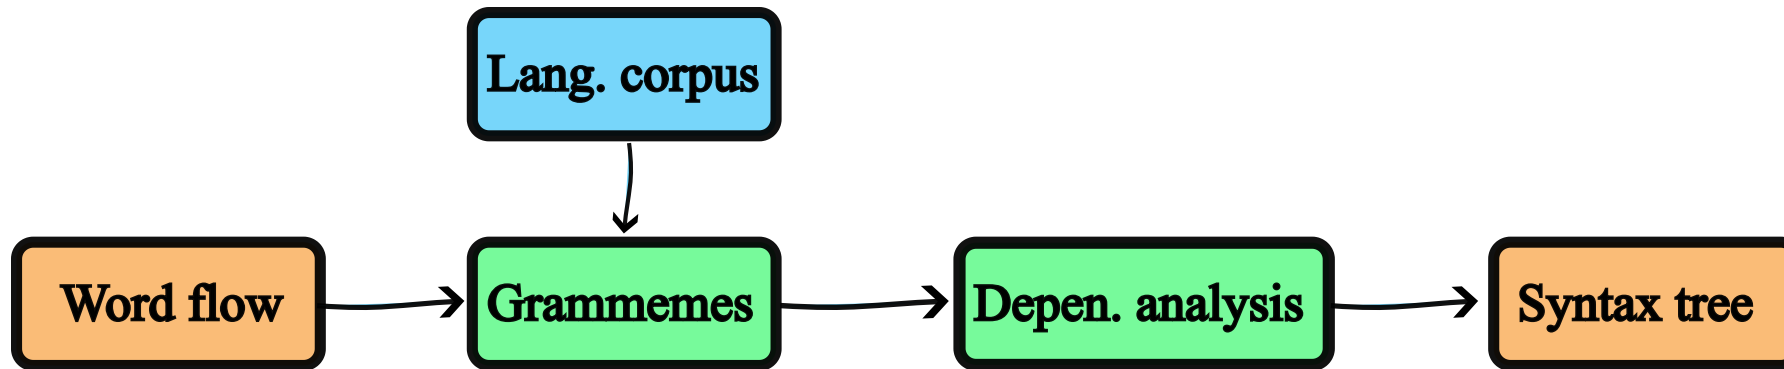 Lang. corpus
Word flow
Grammemes
Depen. analysis
Syntax tree